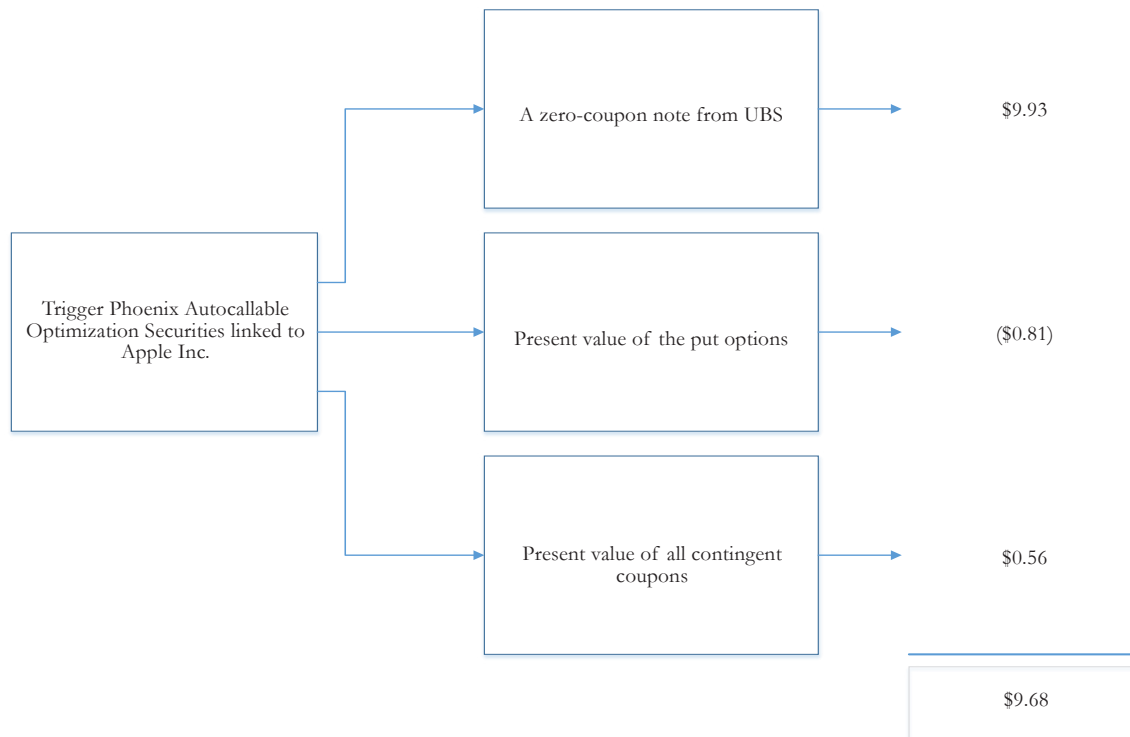 A zero-coupon note from UBS
$9.93
Trigger Phoenix Autocallable
Optimization Securities linked to
Apple Inc.
Present value of the put options
($0.81)
Present value of all contingent
coupons
$0.56
$9.68